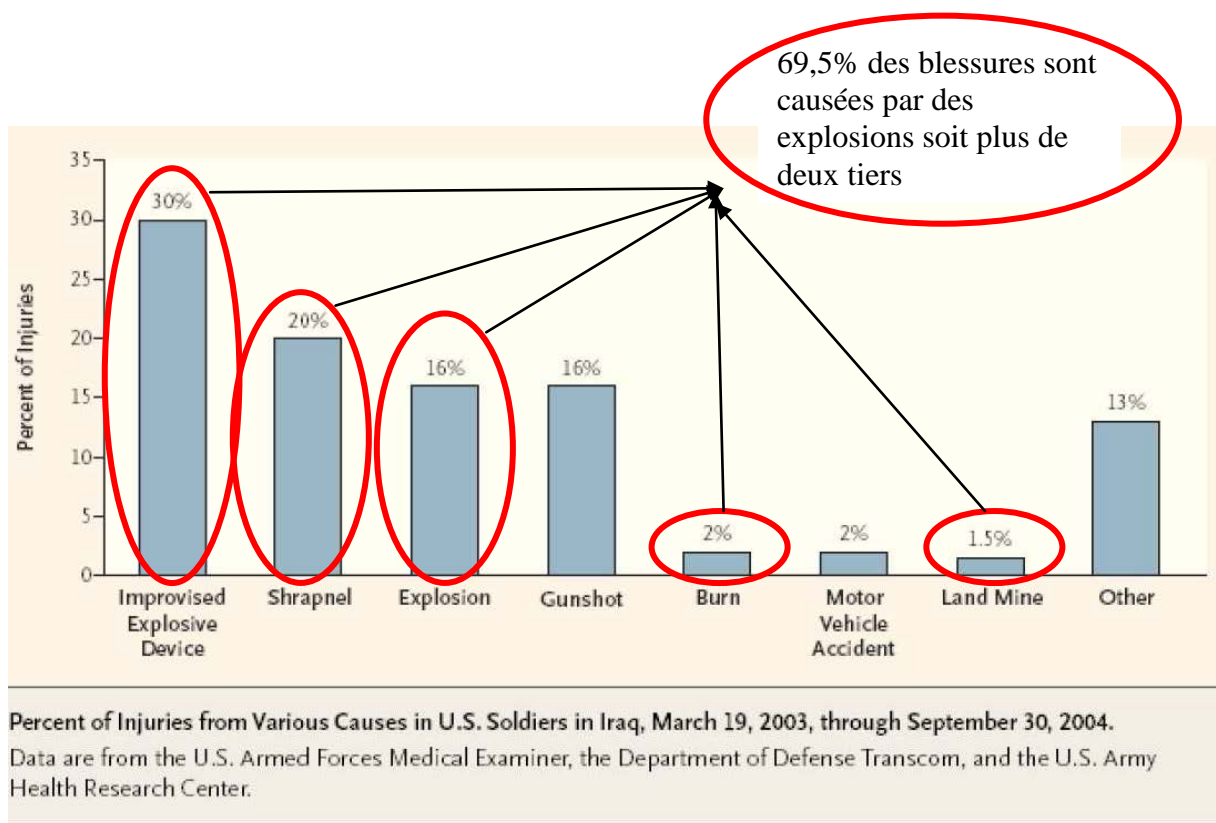 69,5% des blessures sont
causées par des
explosions soit plus de
deux tiers
Percent of Injuries
35
30
25
20
15
10
5
0
30%
20%
16%
16%
2%
2%
1.5%
13%
Improvised
Explosive
Device
Shrapnel
Explosion
Gunshot
Burn
Motor
Vehicle
Accident
Land Mine
Other
Percent of Injuries from Various Causes in U.S. Soldiers in Iraq, March 19, 2003, through September 30, 2004.
Data are from the U.S. Armed Forces Medical Examiner, the Department of Defense Transcom, and the U.S. Army
Health Research Center.